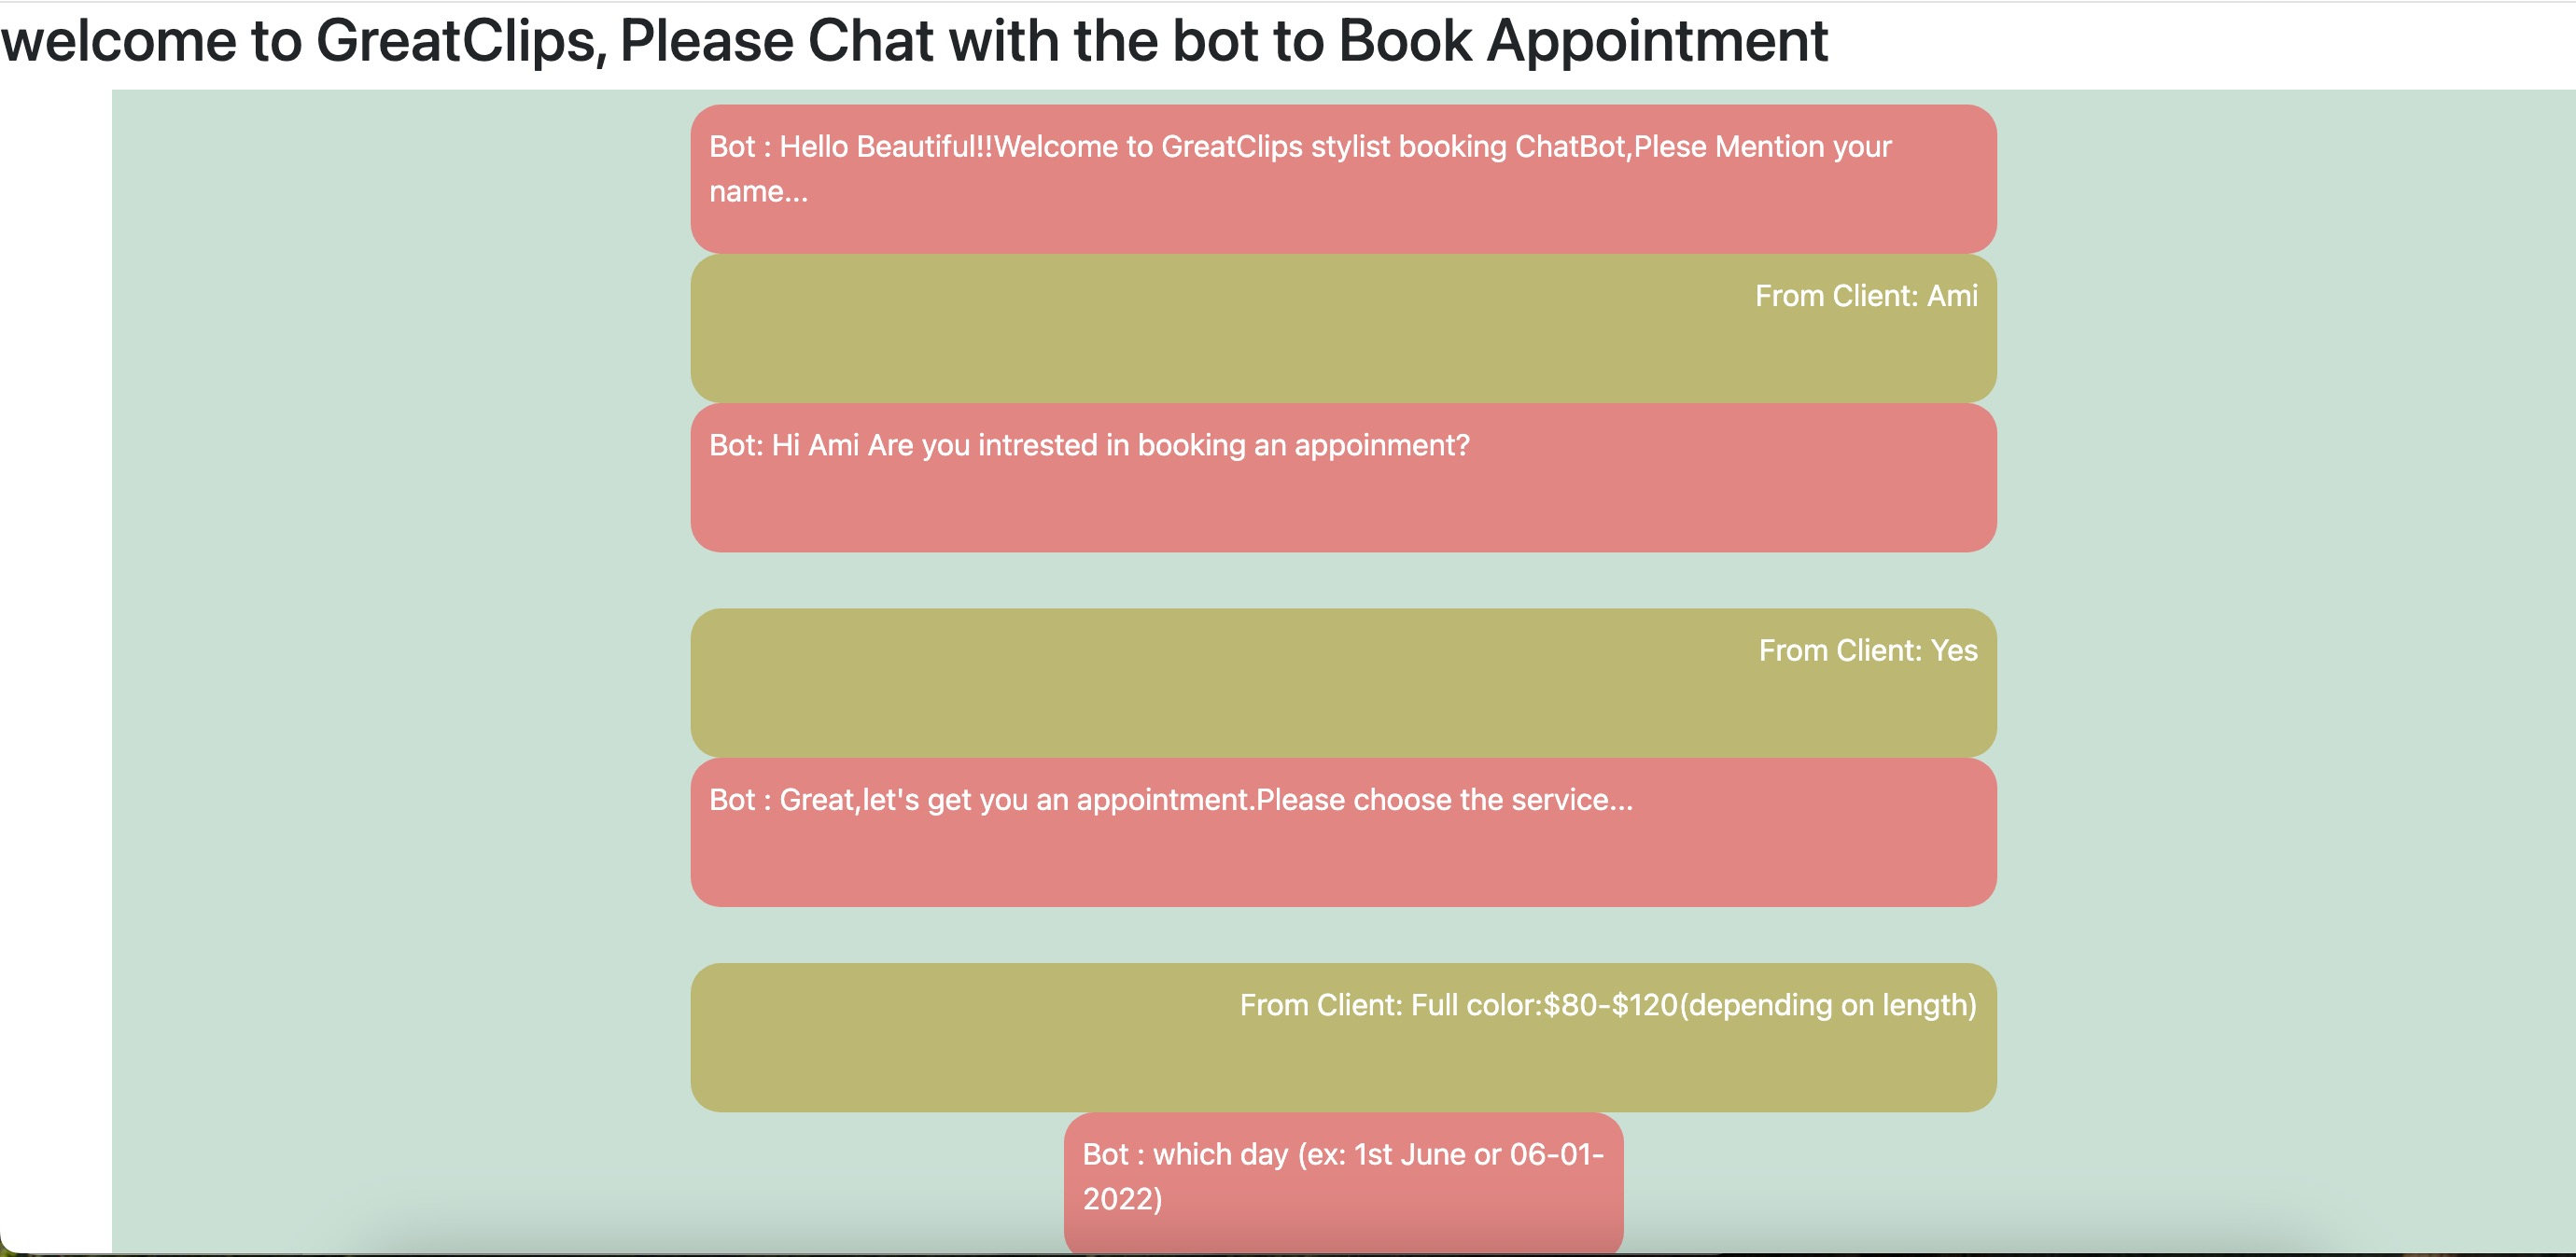 welcome to GreatClips, Please Chat with the bot to Book Appointment
Bot : Hello Beautiful!!Welcome to GreatClips stylist booking ChatBot,Plese Mention your
name...
From Client: Ami
Bot: Hi Ami Are you intrested in booking an appoinment?
From Client: Yes
Bot : Great,let's get you an appointment.Please choose the service...
From Client: Full color:$80-$120(depending on length)
Bot : which day (ex: 1st June or 06-01-
2022)